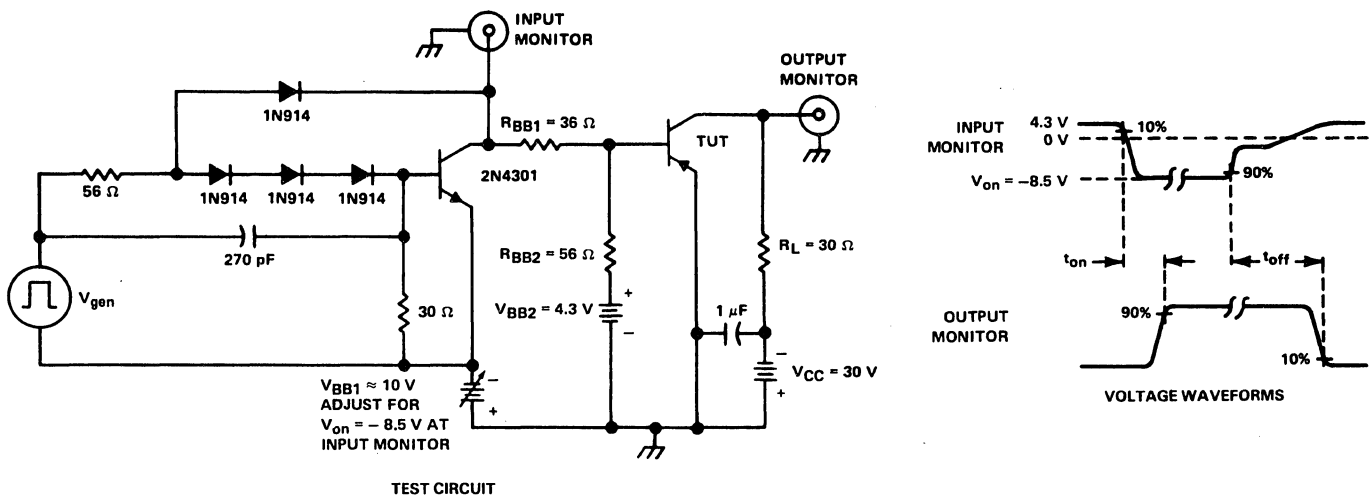 INPUT
MONITOR
OUTPUT
MONITOR
1N914
R_BB1 = 36 Ω
TUT
2N4301
56 Ω
1N914
1N914
1N914
270 pF
R_BB2 = 56 Ω
R_L = 30 Ω
V_gen
30 Ω
+
V_BB2 = 4.3 V
–
1 μF
–
V_CC = 30 V
+
V_BB1 ≈ 10 V
ADJUST FOR
V_on = – 8.5 V AT
INPUT MONITOR
–
+
TEST CIRCUIT
INPUT
MONITOR
4.3 V
0 V
10%
V_on = –8.5 V
90%
t_on
t_off
OUTPUT
MONITOR
90%
10%
VOLTAGE WAVEFORMS